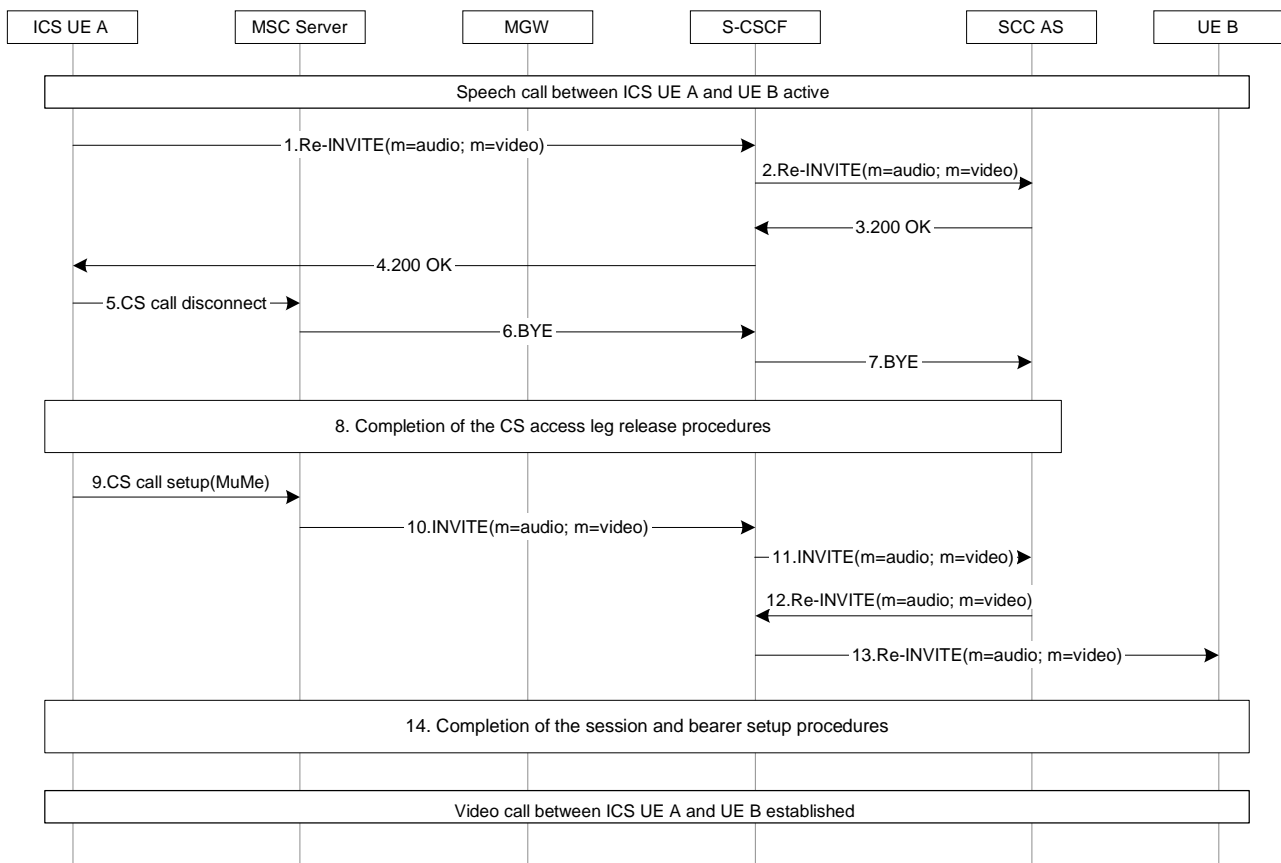 ICS UE A
MSC Server
MGW
S-CSCF
SCC AS
UE B
Speech call between ICS UE A and UE B active
1.Re-INVITE(m=audio; m=video)
2.Re-INVITE(m=audio; m=video)
3.200 OK
4.200 OK
5.CS call disconnect
6.BYE
7.BYE
8. Completion of the CS access leg release procedures
9.CS call setup(MuMe)
10.INVITE(m=audio; m=video)
11.INVITE(m=audio; m=video)
12.Re-INVITE(m=audio; m=video)
13.Re-INVITE(m=audio; m=video)
14. Completion of the session and bearer setup procedures
Video call between ICS UE A and UE B established